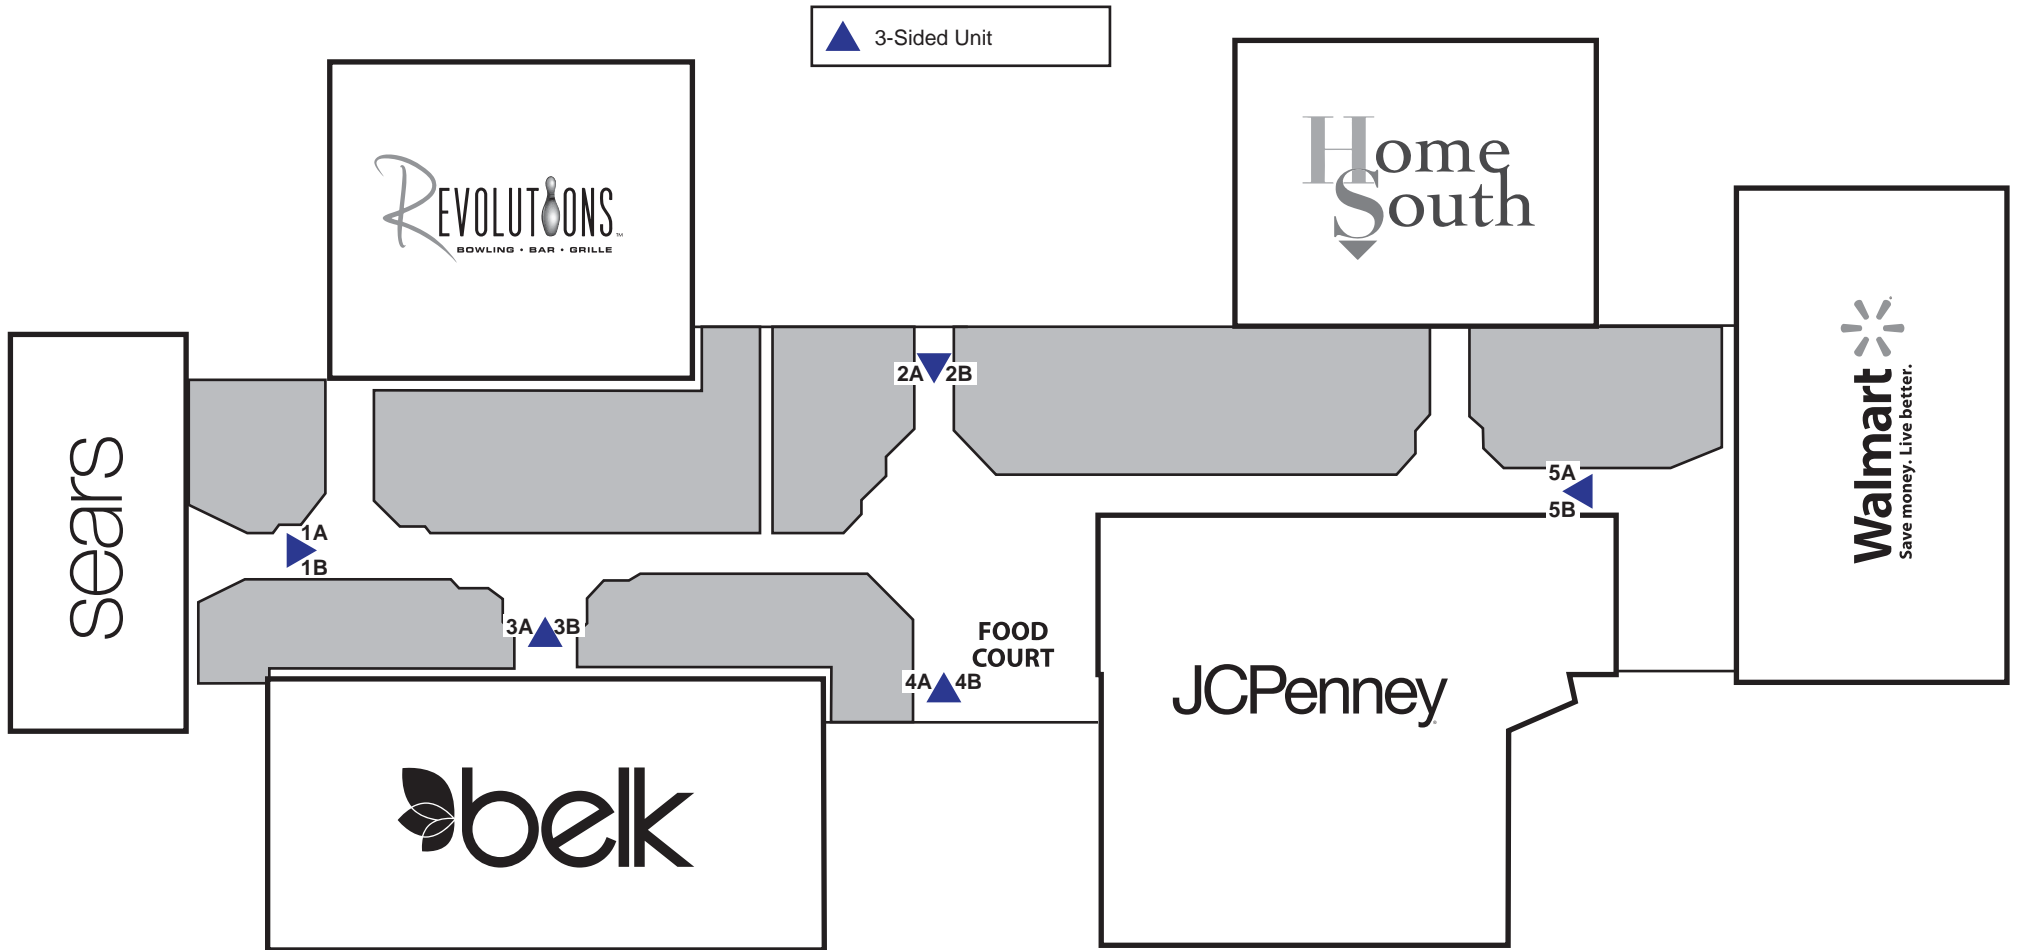 3-Sided Unit
REVOLUTIONS™
BOWLING • BAR • GRILLE
Home
South
Walmart
Save money. Live better.
sears
2A 2B
5A
5B
1A
1B
3A 3B
FOOD
COURT
4A 4B
JCPenney®
belk